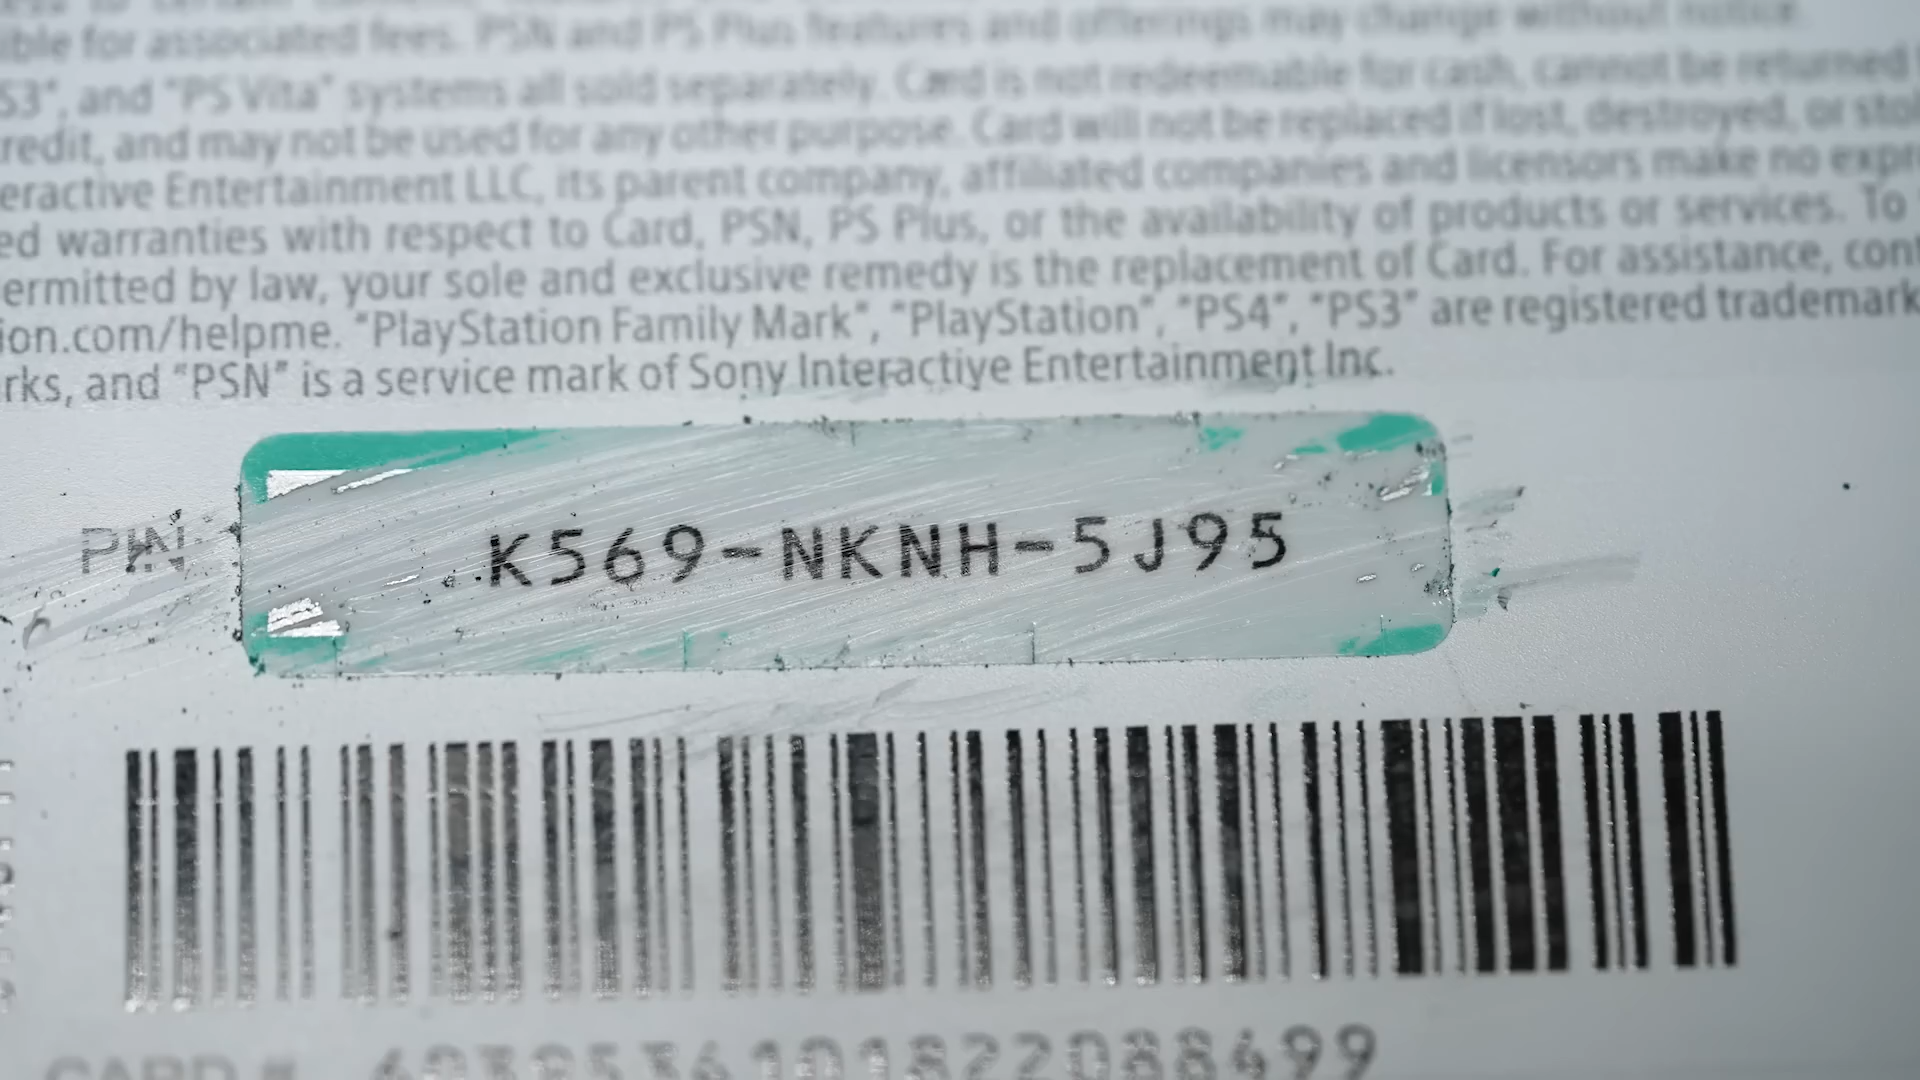 ible for associated fees. PSN and PS Plus features and offerings may change without notice.
S3", and "PS Vita" systems all sold separately. Card is not redeemable for cash, cannot be returned
redit, and may not be used for any other purpose. Card will not be replaced if lost, destroyed, or stol
eractive Entertainment LLC, its parent company, affiliated companies and licensors make no expr
ed warranties with respect to Card, PSN, PS Plus, or the availability of products or services. To
ermitted by law, your sole and exclusive remedy is the replacement of Card. For assistance, cont
ion.com/helpme. "PlayStation Family Mark", "PlayStation", "PS4", "PS3" are registered trademark
rks, and "PSN" is a service mark of Sony Interactive Entertainment Inc.
PIN: K569-NKNH-5J95
CARD #